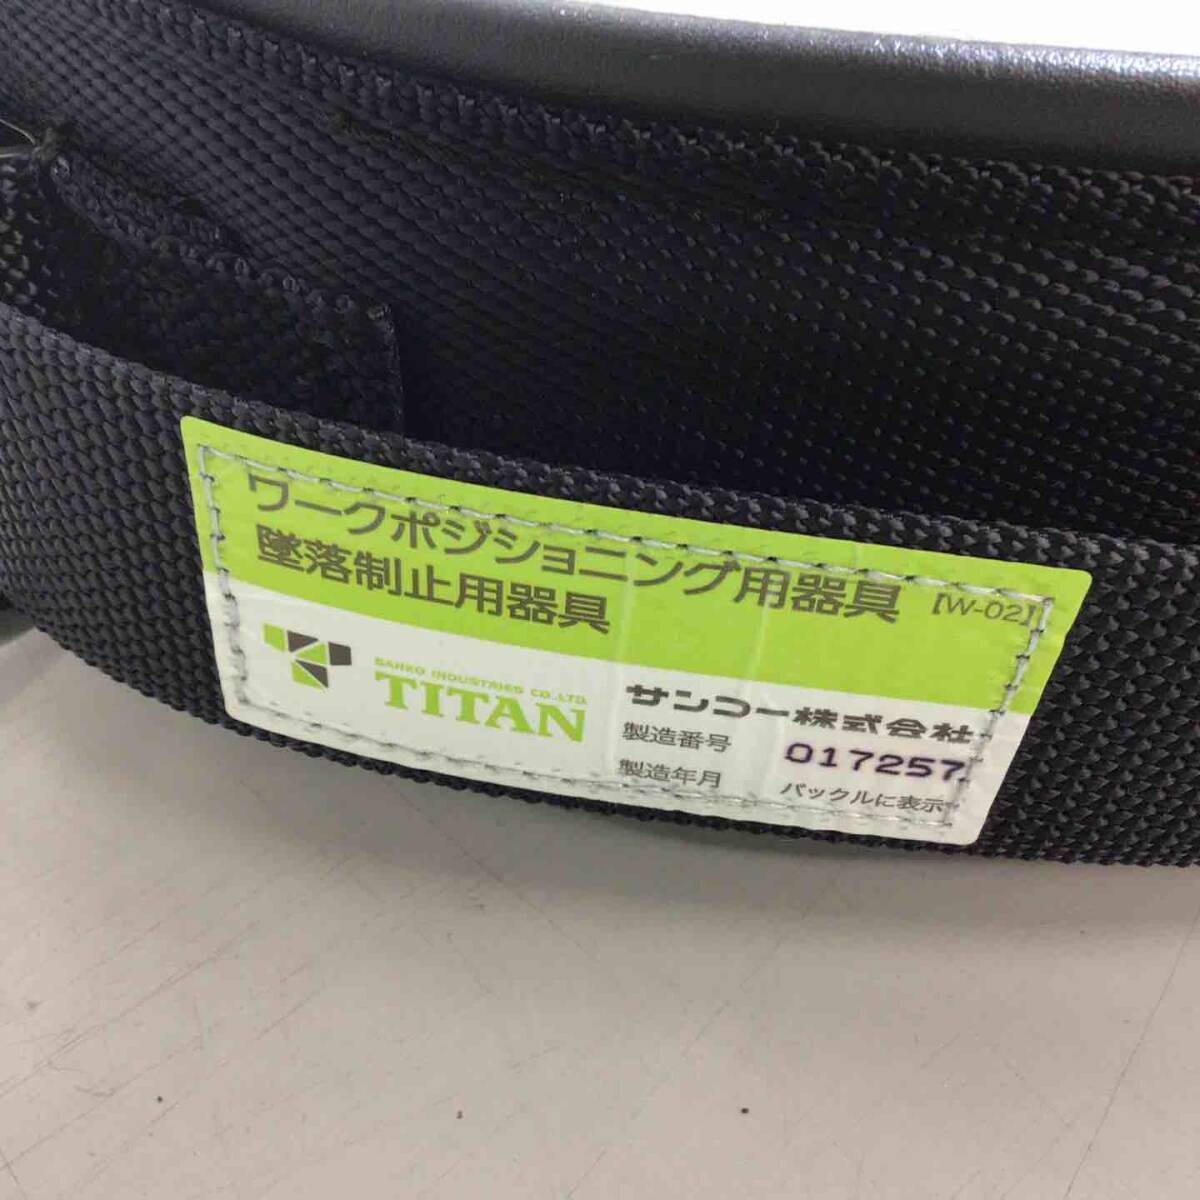 ワークポジショニング用器具 【W-02】
墜落制止用器具
SANKO INDUSTRIES CO.,LTD.
TITAN
サンコー株式会社
製造番号 017257
製造年月 バックルに表示